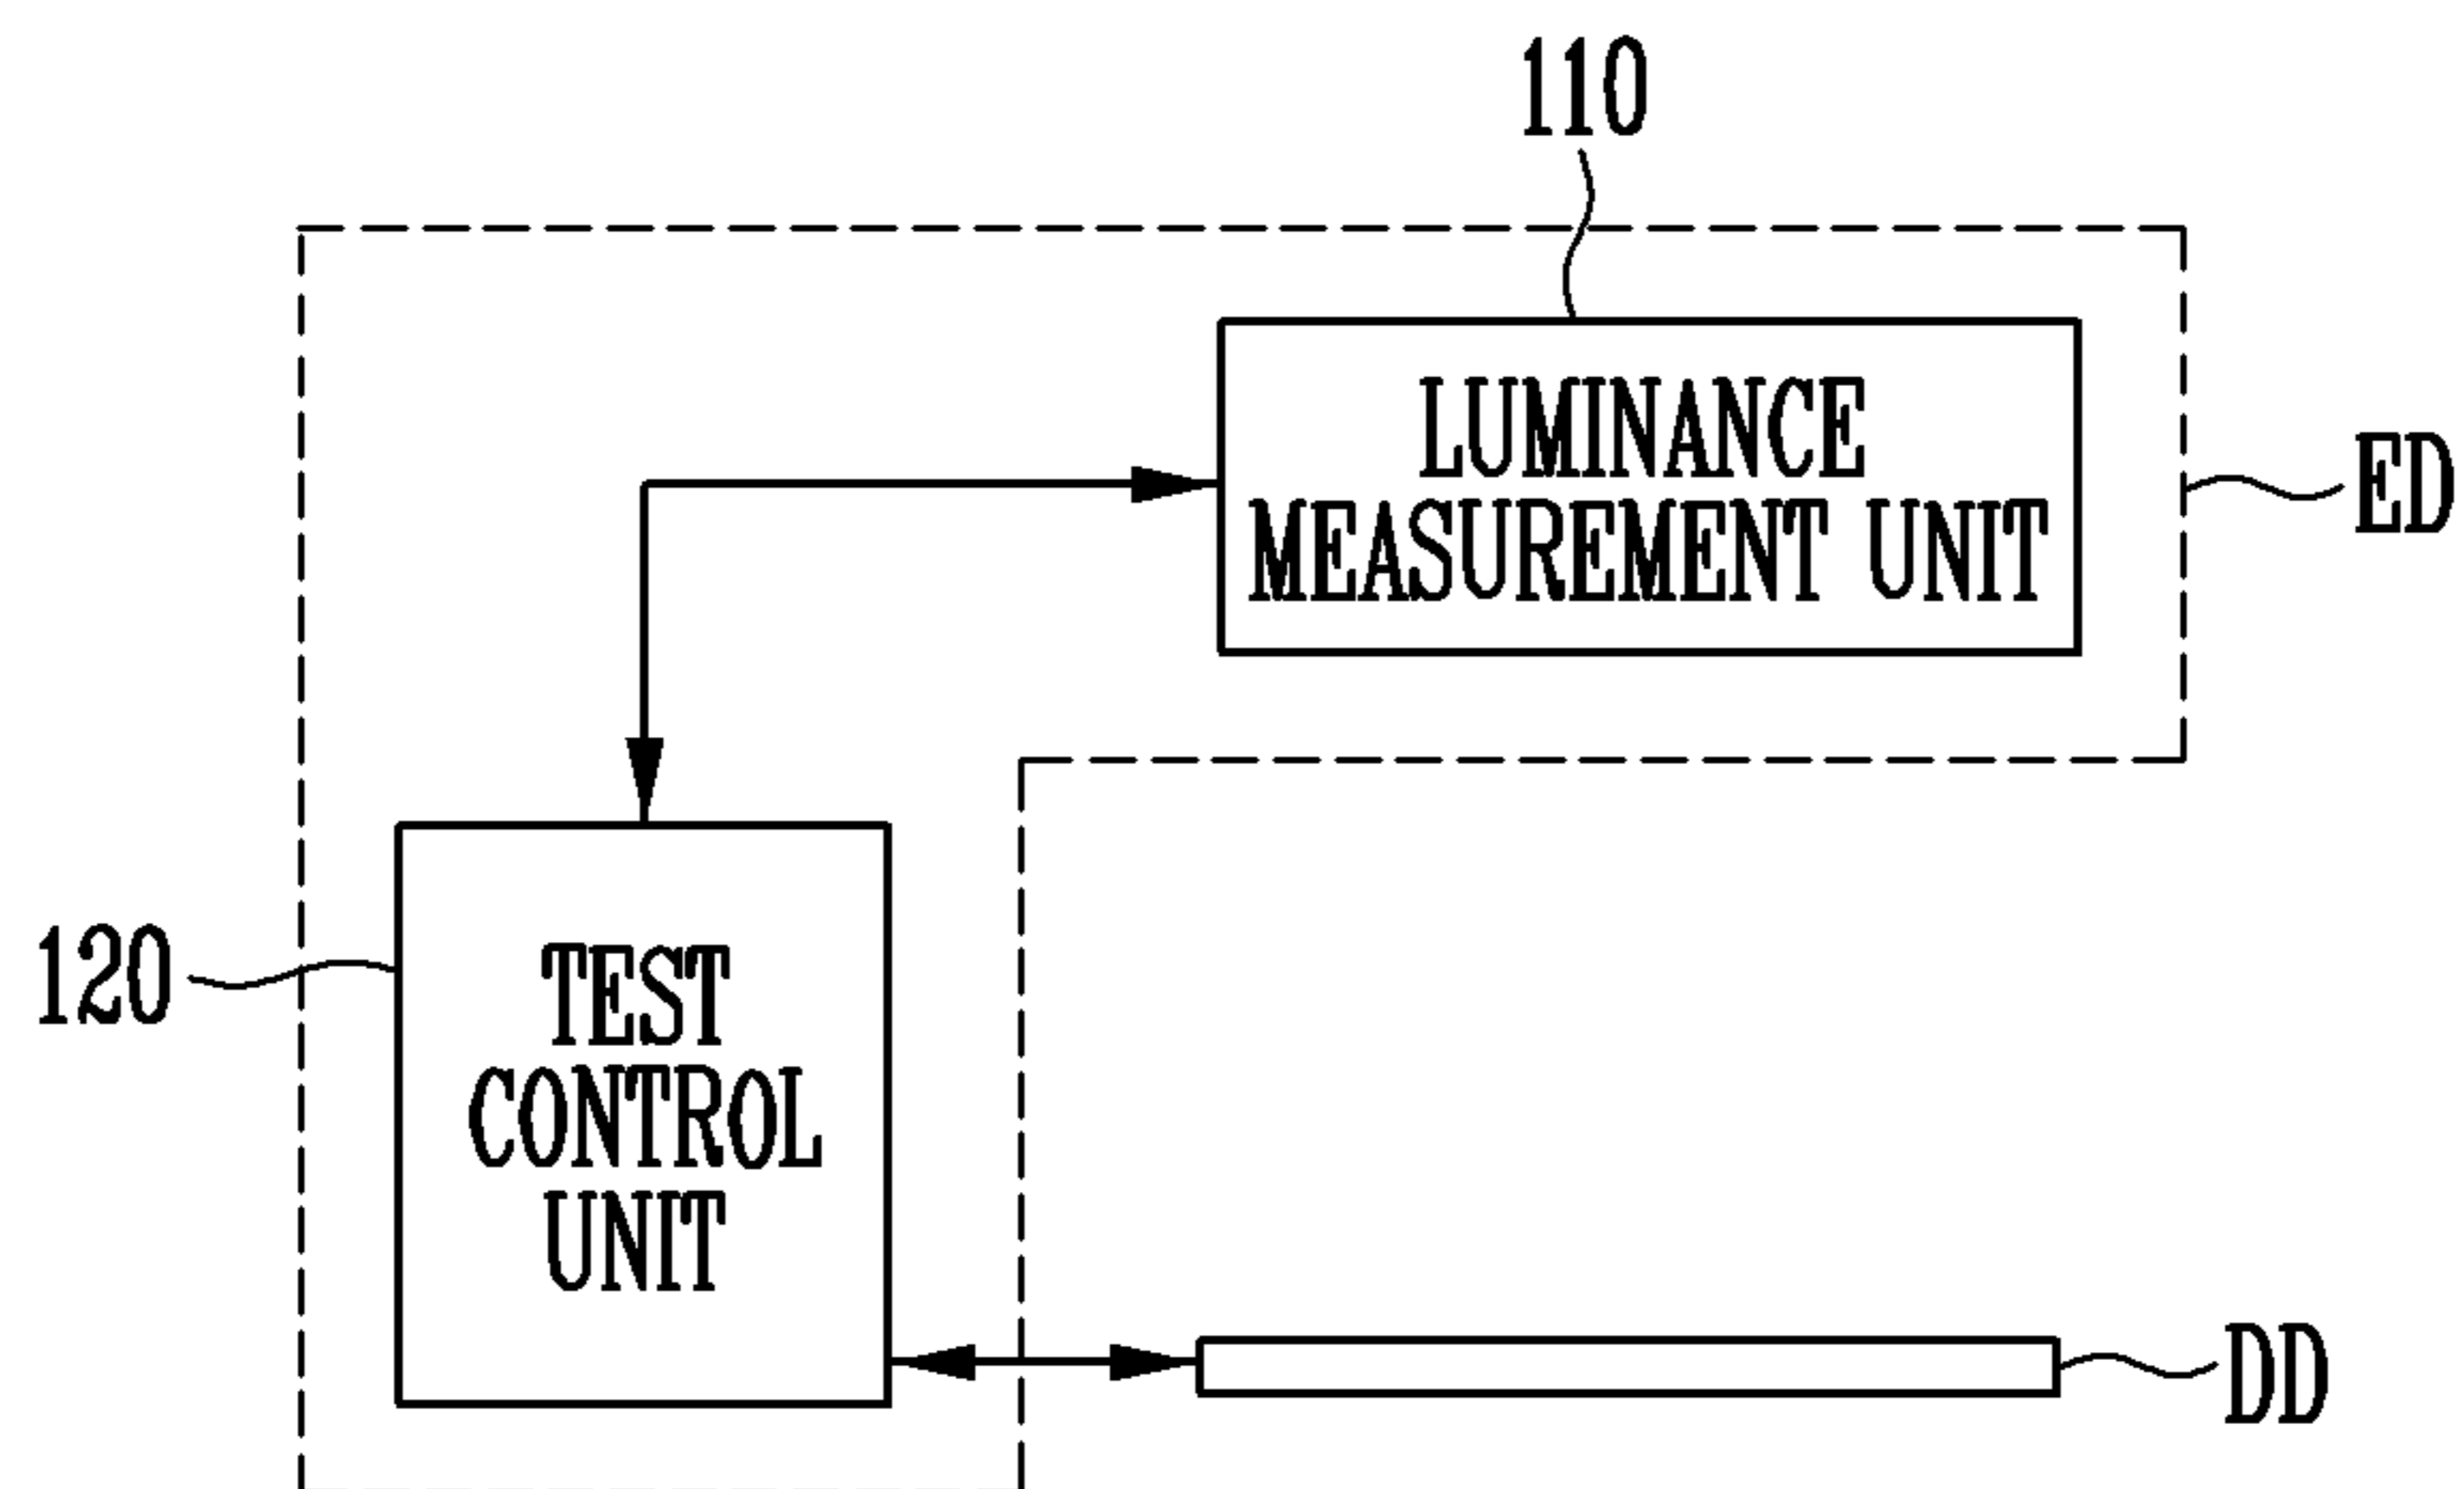 110
LUMINANCE
MEASUREMENT UNIT
ED
120
TEST
CONTROL
UNIT
DD